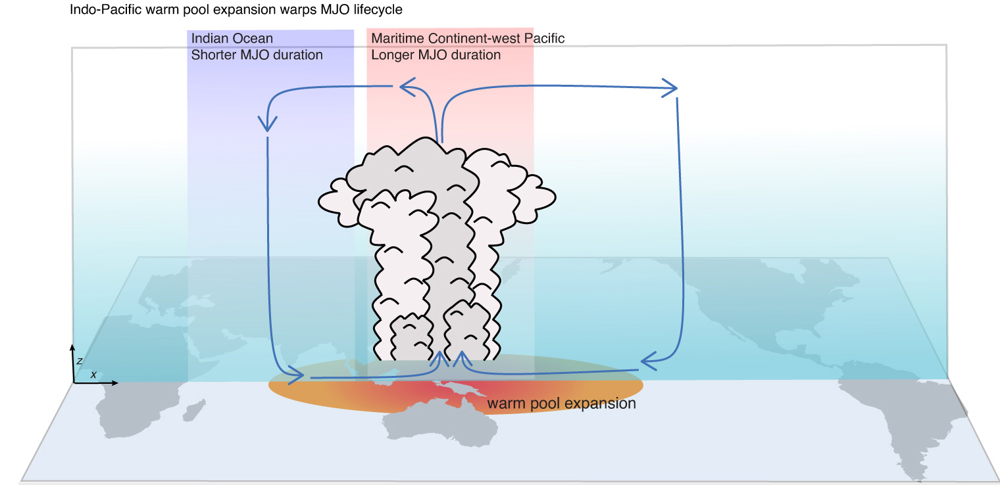 Indo-Pacific warm pool expansion warps MJO lifecycle
Indian Ocean
Shorter MJO duration
Maritime Continent-west Pacific
Longer MJO duration
z
x
warm pool expansion